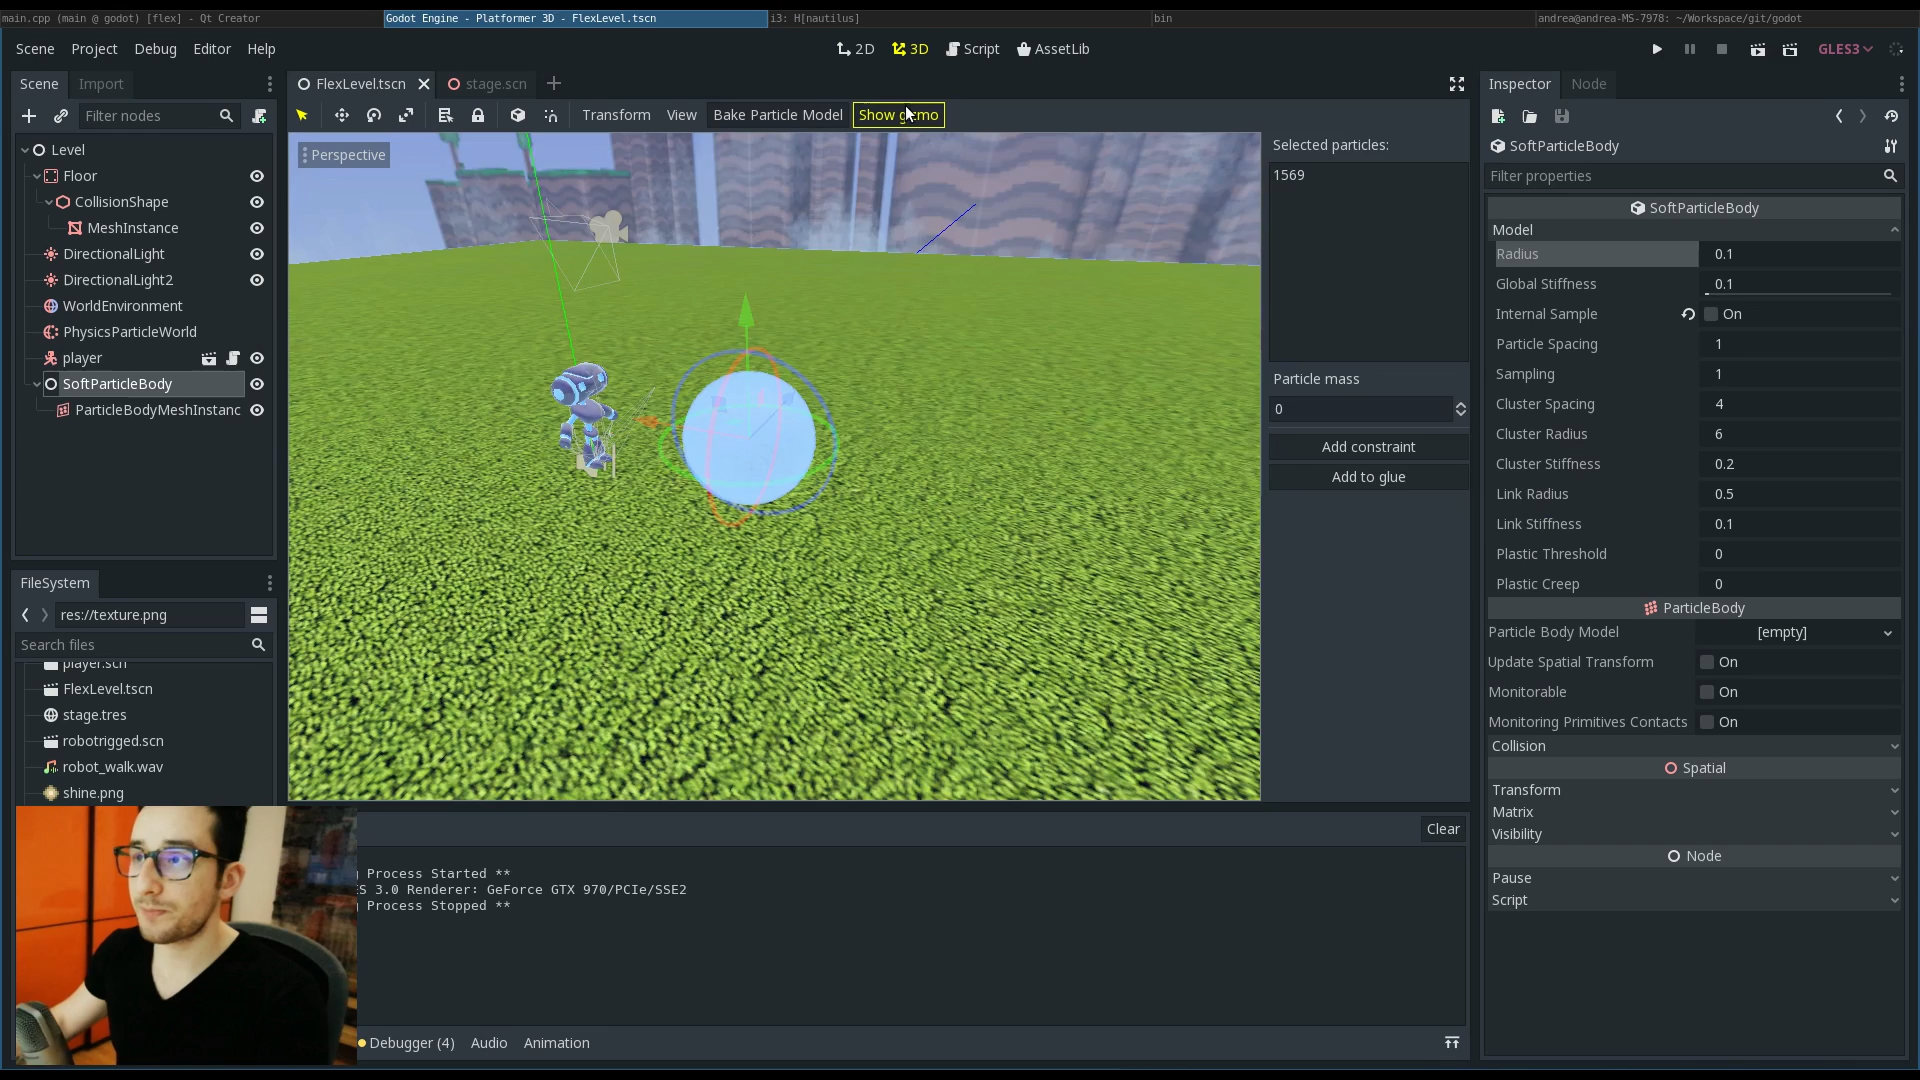 main.cpp (main @ godot) [flex] - Qt Creator
Godot Engine - Platformer 3D - FlexLevel.tscn
i3: H[nautilus]
bin
andrea@andrea-MS-7978: ~/Workspace/git/godot
Scene Project Debug Editor Help
2D 3D Script AssetLib
GLES3
Scene Import
Filter nodes
Level
Floor
CollisionShape
MeshInstance
DirectionalLight
DirectionalLight2
WorldEnvironment
PhysicsParticleWorld
player
SoftParticleBody
ParticleBodyMeshInstanc
FileSystem
res://texture.png
Search files
player.scn
FlexLevel.tscn
stage.tres
robotrigged.scn
robot_walk.wav
shine.png
FlexLevel.tscn stage.scn
Transform View Bake Particle Model Show gizmo
Perspective
Selected particles:
1569
Particle mass
0
Add constraint
Add to glue
Clear
Process Started **
S 3.0 Renderer: GeForce GTX 970/PCIe/SSE2
Process Stopped **
Debugger (4) Audio Animation
Inspector Node
SoftParticleBody
Filter properties
SoftParticleBody
Model
Radius 0.1
Global Stiffness 0.1
Internal Sample On
Particle Spacing 1
Sampling 1
Cluster Spacing 4
Cluster Radius 6
Cluster Stiffness 0.2
Link Radius 0.5
Link Stiffness 0.1
Plastic Threshold 0
Plastic Creep 0
ParticleBody
Particle Body Model [empty]
Update Spatial Transform On
Monitorable On
Monitoring Primitives Contacts On
Collision
Spatial
Transform
Matrix
Visibility
Node
Pause
Script